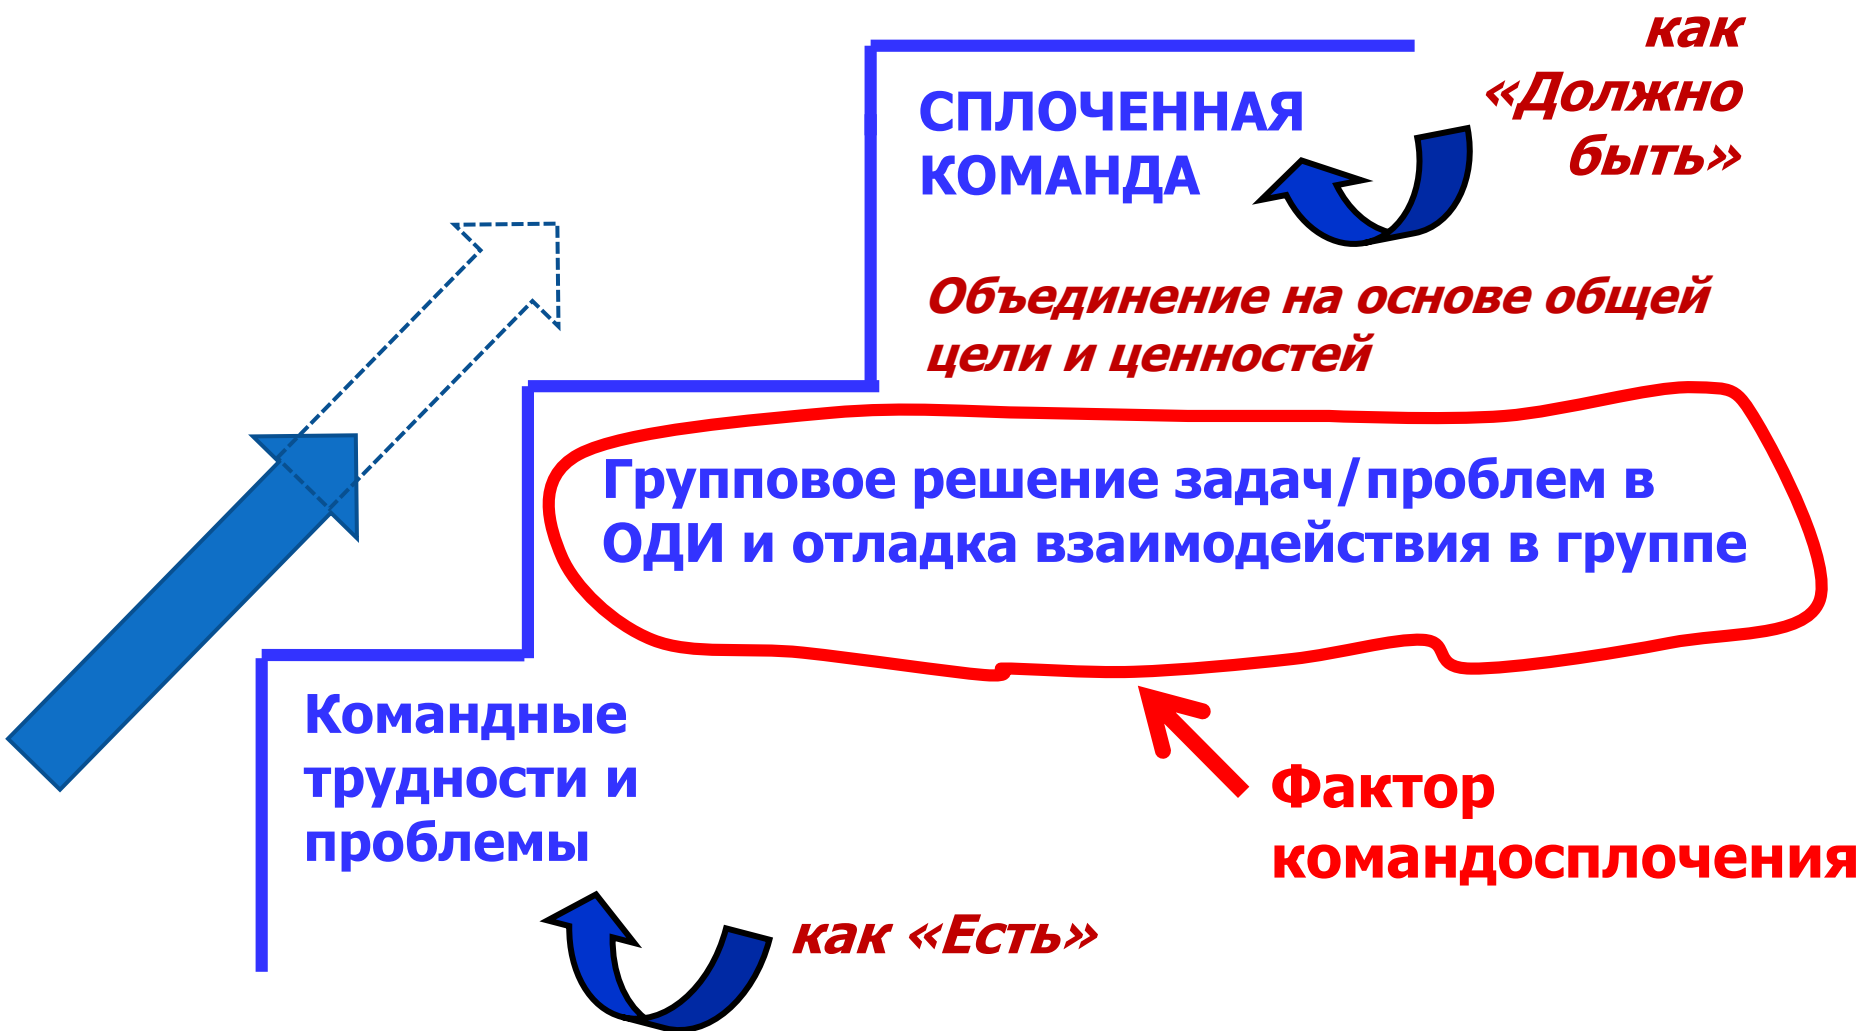 как
«Должно
быть»
СПЛОЧЕННАЯ
КОМАНДА
Объединение на основе общей
цели и ценностей
Групповое решение задач/проблем в
ОДИ и отладка взаимодействия в группе
Командные
трудности и
проблемы
Фактор
командосплочения
как «Есть»